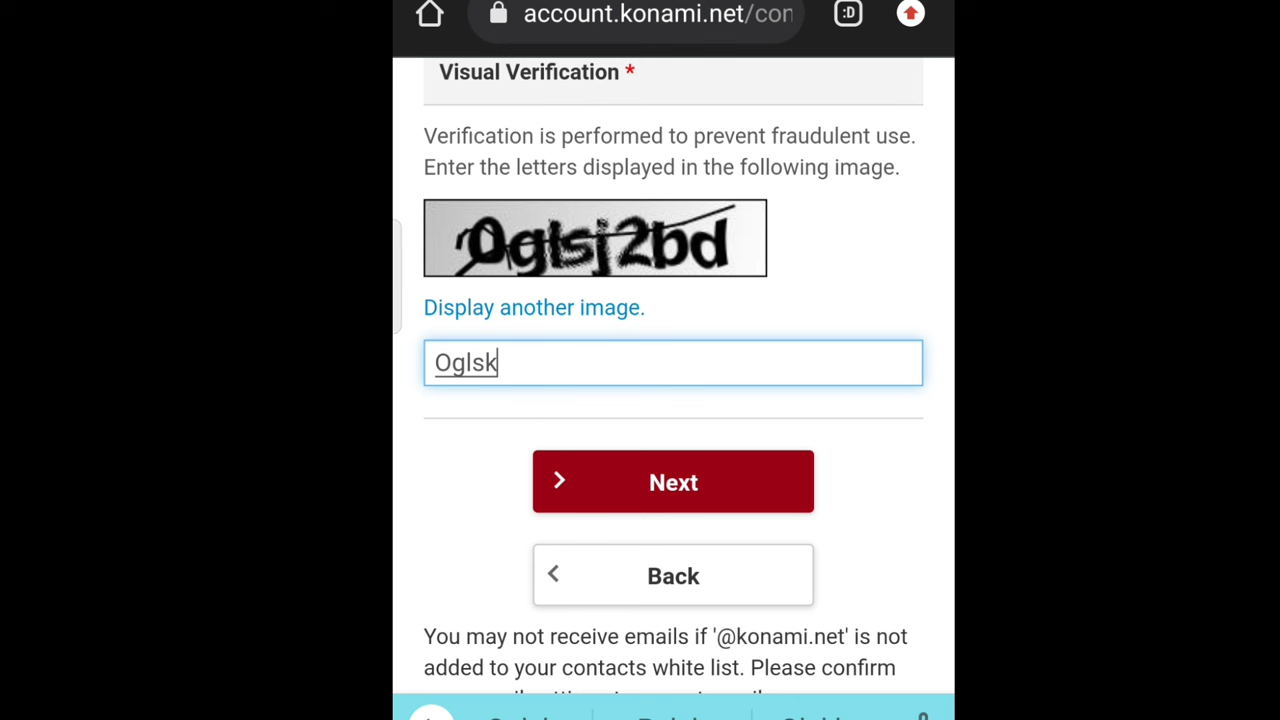 account.konami.net/con
:D
Visual Verification *
Verification is performed to prevent fraudulent use.
Enter the letters displayed in the following image.
Oglsj2bd
Display another image.
Oglsk
Next
Back
You may not receive emails if '@konami.net' is not
added to your contacts white list. Please confirm